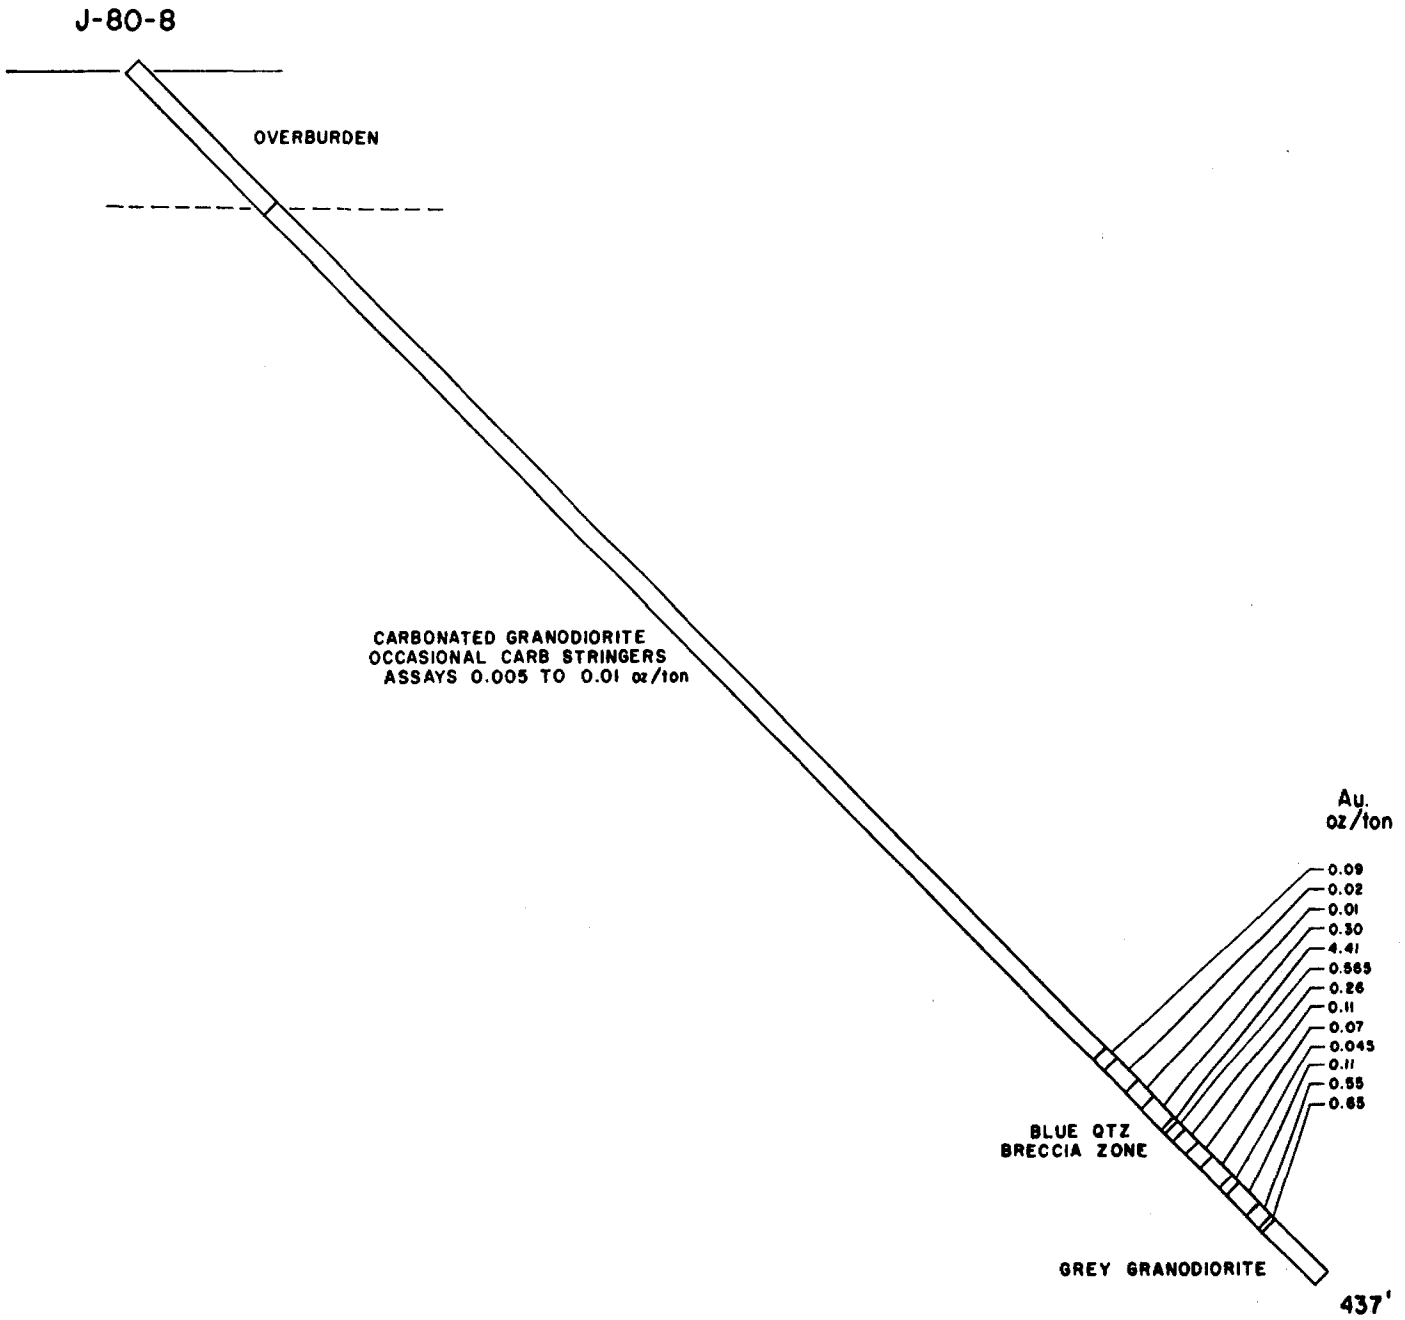 J-80-8
OVERBURDEN
CARBONATED GRANODIORITE
OCCASIONAL CARB STRINGERS
ASSAYS 0.005 TO 0.01 oz/ton
Au.
oz/ton
0.09
0.02
0.01
0.30
4.41
0.565
0.26
0.11
0.07
0.045
0.11
0.55
0.65
BLUE QTZ
BRECCIA ZONE
GREY GRANODIORITE
437'